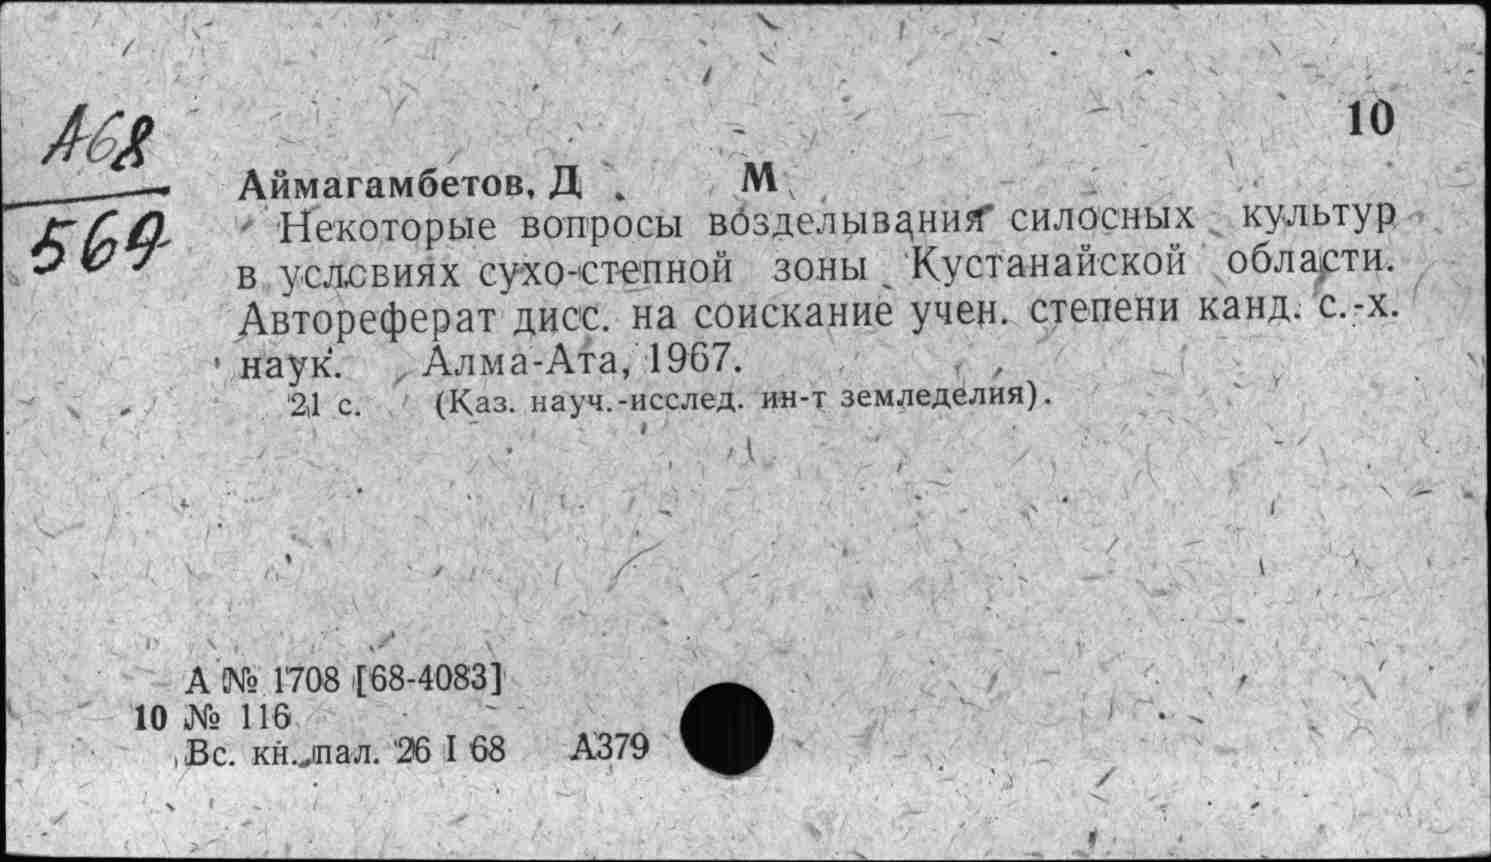 А68
569
10
Аймагамбетов, Д . М
Некоторые вопросы возделывания силосных культур
в условиях сухо-степной зоны Кустанайской области.
Автореферат дисс. на соискание учен. степени канд. с.-х.
наук. Алма-Ата, 1967.
21 с. (Каз. науч.-исслед. ин-т земледелия).
А № 1708 [68-4083]
10 № 116
Вс. кн. пал. 26 I 68 А379